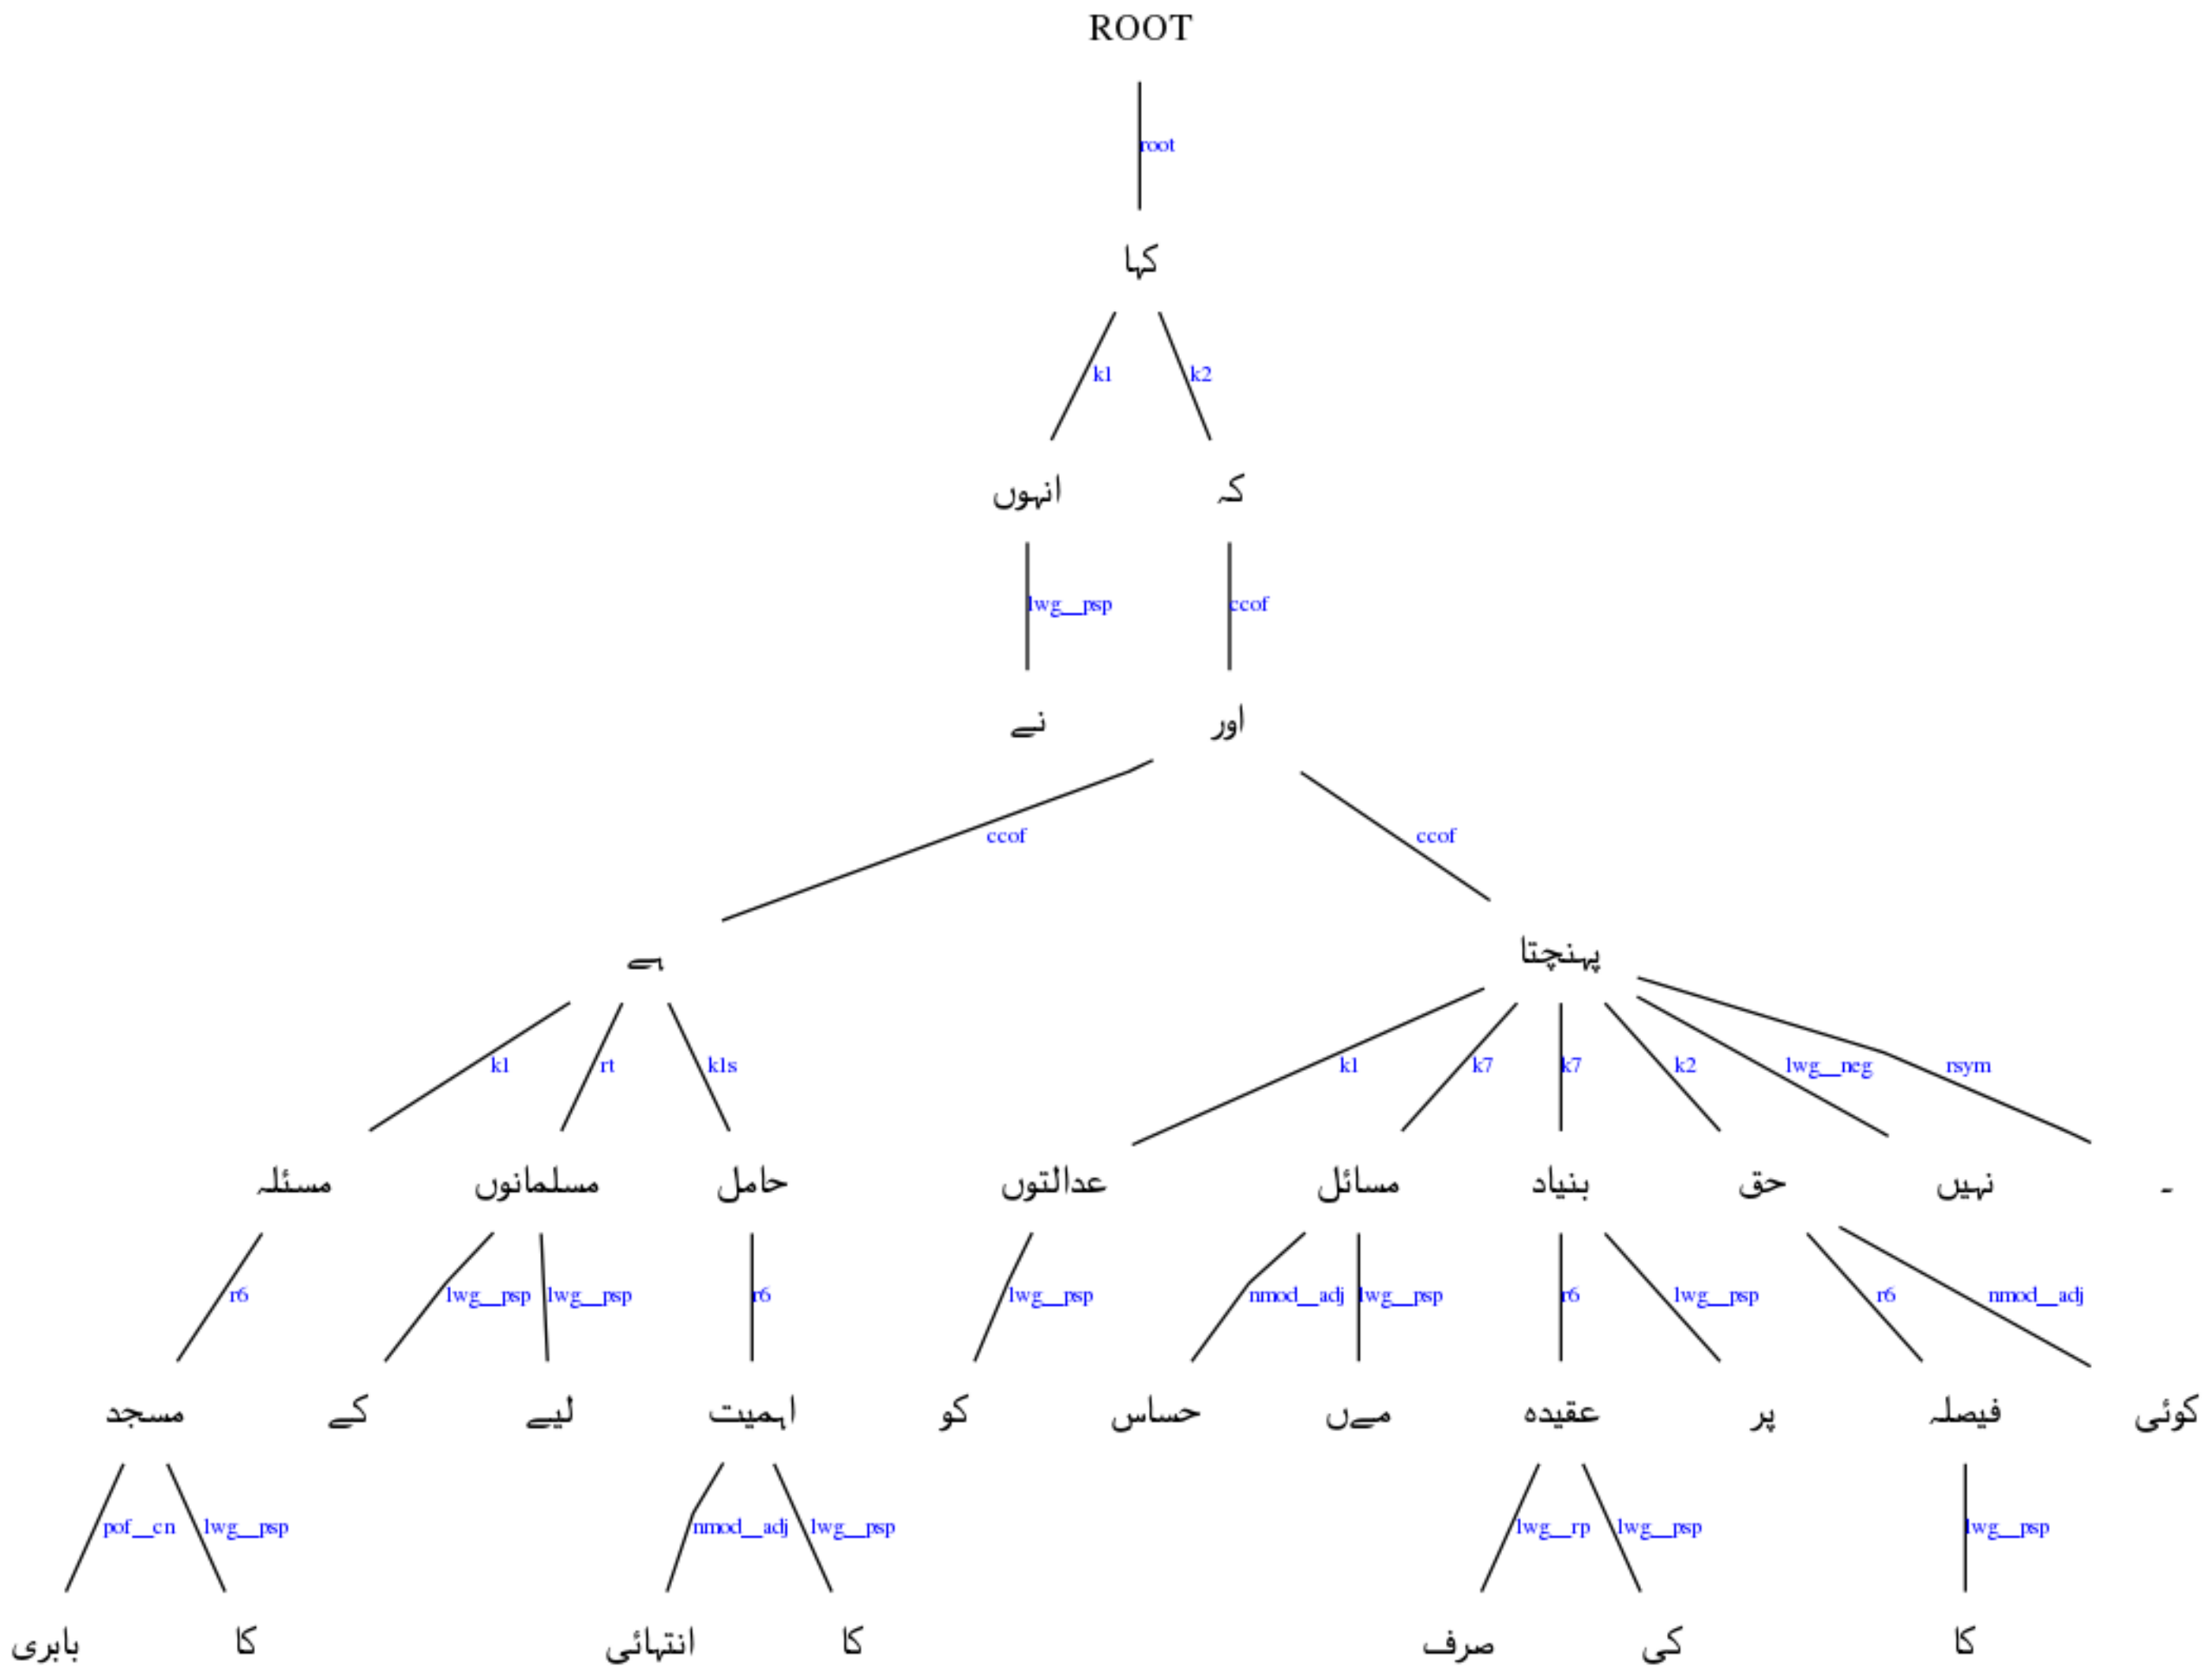 ROOT
root
کہا
k1 k2
انہوں کہ
lwg__psp ccof
نے اور
ccof ccof
ہے پہنچتا
k1 rt k1s k1 k7 k7 k2 lwg__neg rsym
مسئلہ مسلمانوں حامل عدالتوں مسائل بنیاد حق نہیں ۔
r6 lwg__psp lwg__psp r6 lwg__psp nmod__adj lwg__psp r6 lwg__psp r6 nmod__adj
مسجد کے لیے اہمیت کو حساس مےں عقیدہ پر فیصلہ کوئی
pof__cn lwg__psp nmod__adj lwg__psp lwg__rp lwg__psp lwg__psp
بابری کا انتہائی کا صرف کی کا